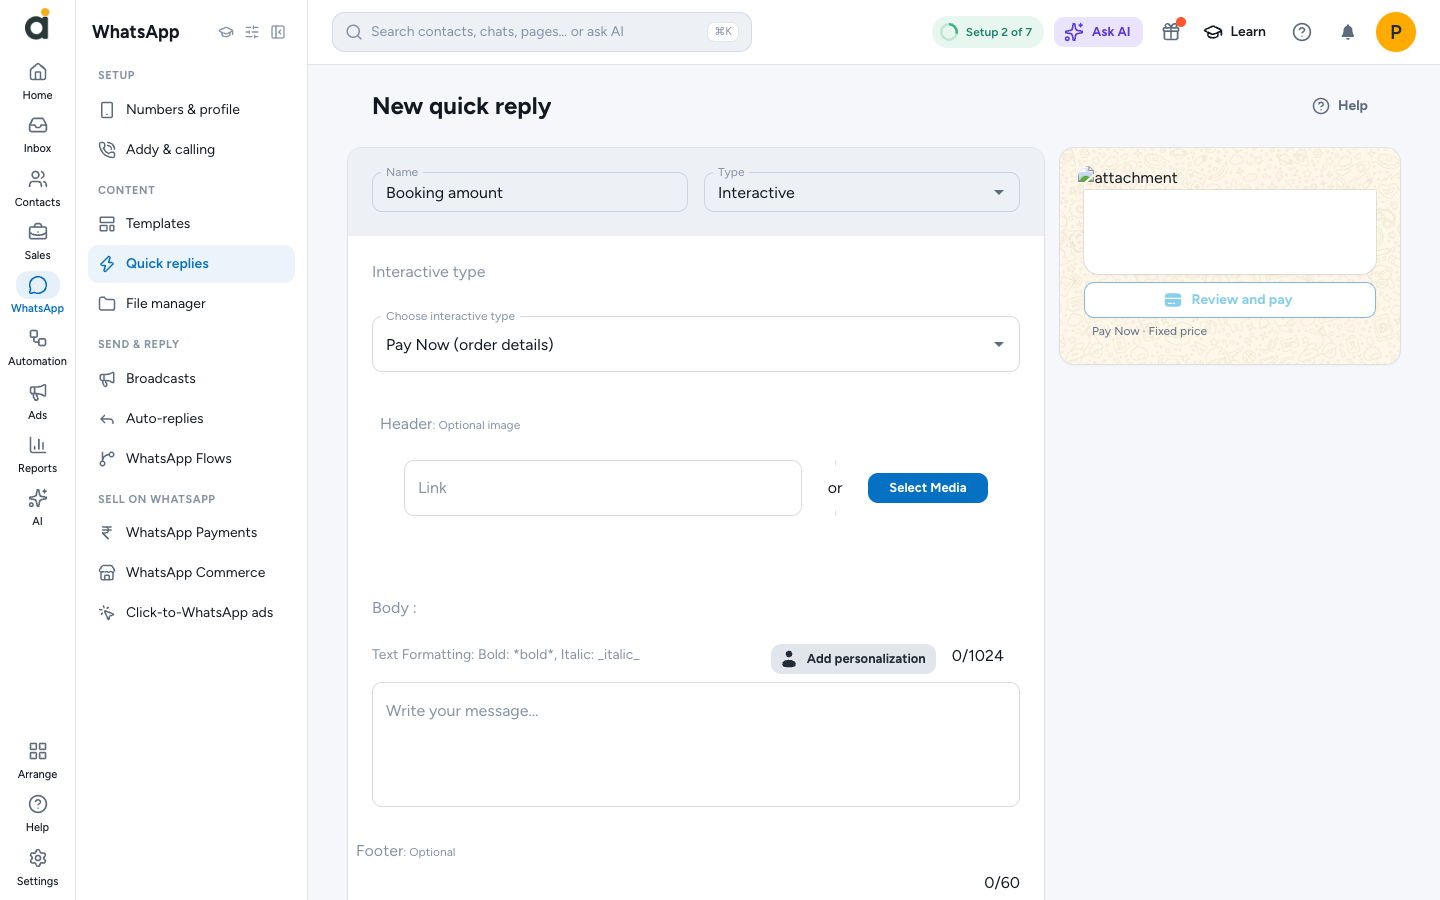 WhatsApp
Search contacts, chats, pages... or ask AI
⌘K
Setup 2 of 7
Ask AI
Learn
P
Home
Inbox
Contacts
Sales
WhatsApp
Automation
Ads
Reports
AI
Arrange
Help
Settings
SETUP
Numbers & profile
Addy & calling
CONTENT
Templates
Quick replies
File manager
SEND & REPLY
Broadcasts
Auto-replies
WhatsApp Flows
SELL ON WHATSAPP
WhatsApp Payments
WhatsApp Commerce
Click-to-WhatsApp ads
New quick reply
Help
Name
Booking amount
Type
Interactive
Interactive type
Choose interactive type
Pay Now (order details)
Header: Optional image
Link
or
Select Media
Body :
Text Formatting: Bold: *bold*, Italic: _italic_
Add personalization
0/1024
Write your message...
Footer: Optional
0/60
attachment
Review and pay
Pay Now · Fixed price